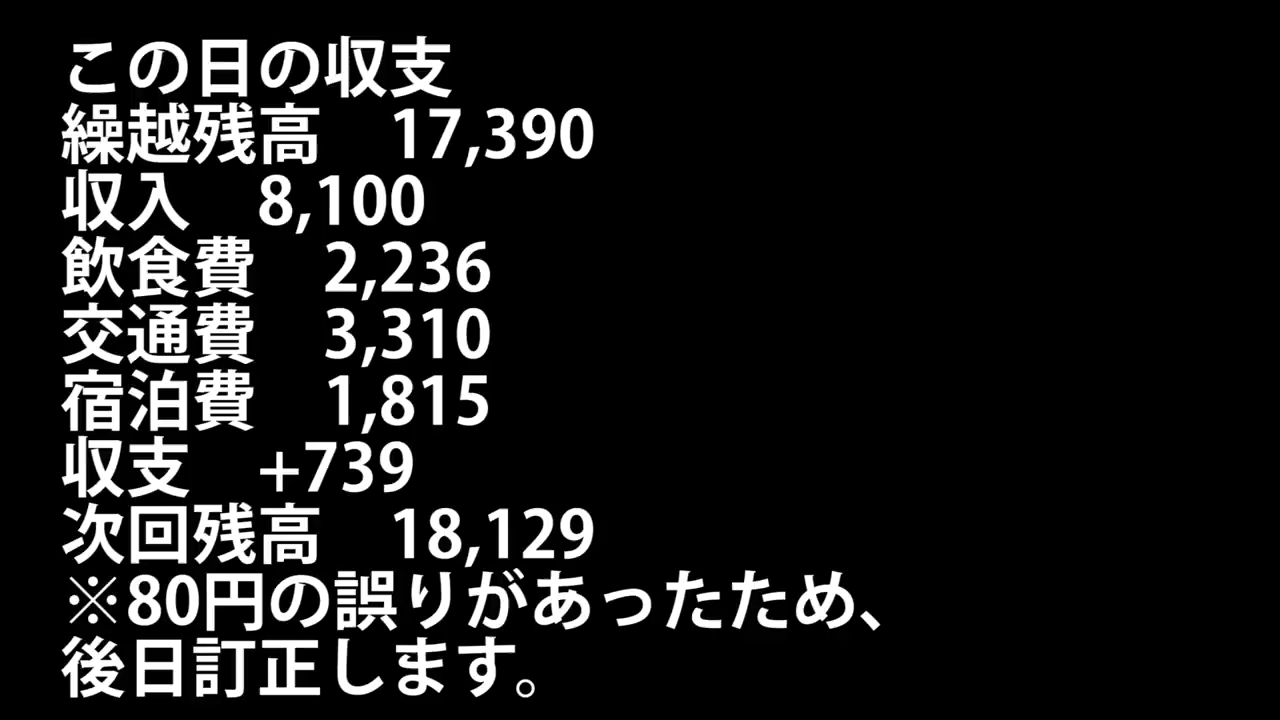 この日の収支
繰越残高　17,390
収入　8,100
飲食費　2,236
交通費　3,310
宿泊費　1,815
収支　+739
次回残高　18,129
※80円の誤りがあったため、
後日訂正します。